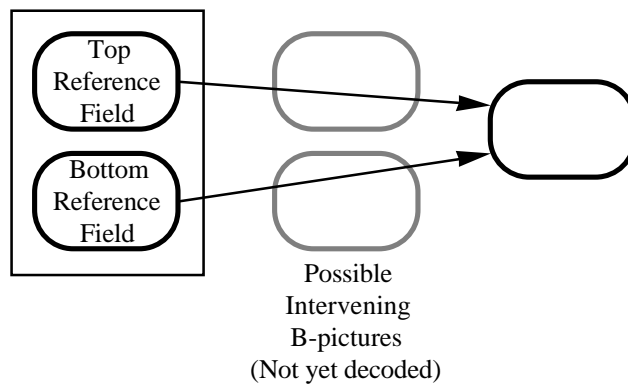 Top
Reference
Field
Bottom
Reference
Field
Possible
Intervening
B-pictures
(Not yet decoded)